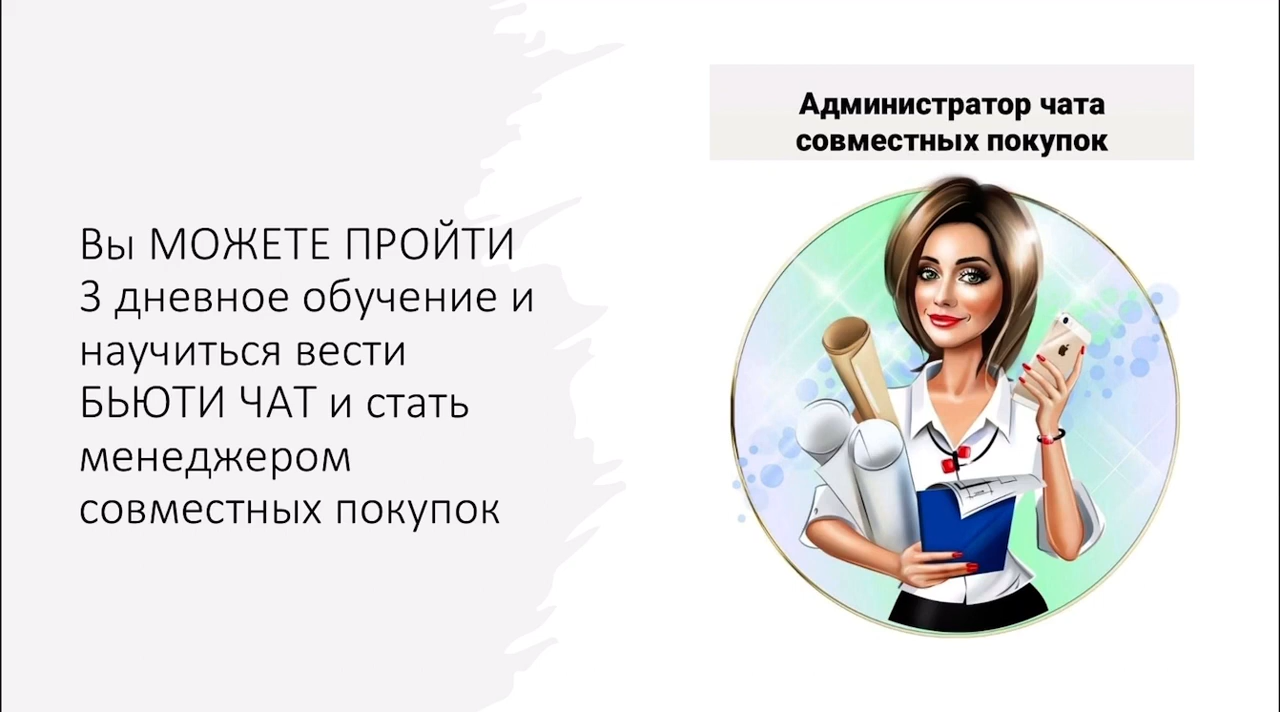 Вы МОЖЕТЕ ПРОЙТИ
3 дневное обучение и
научиться вести
БЬЮТИ ЧАТ и стать
менеджером
совместных покупок
Администратор чата
совместных покупок